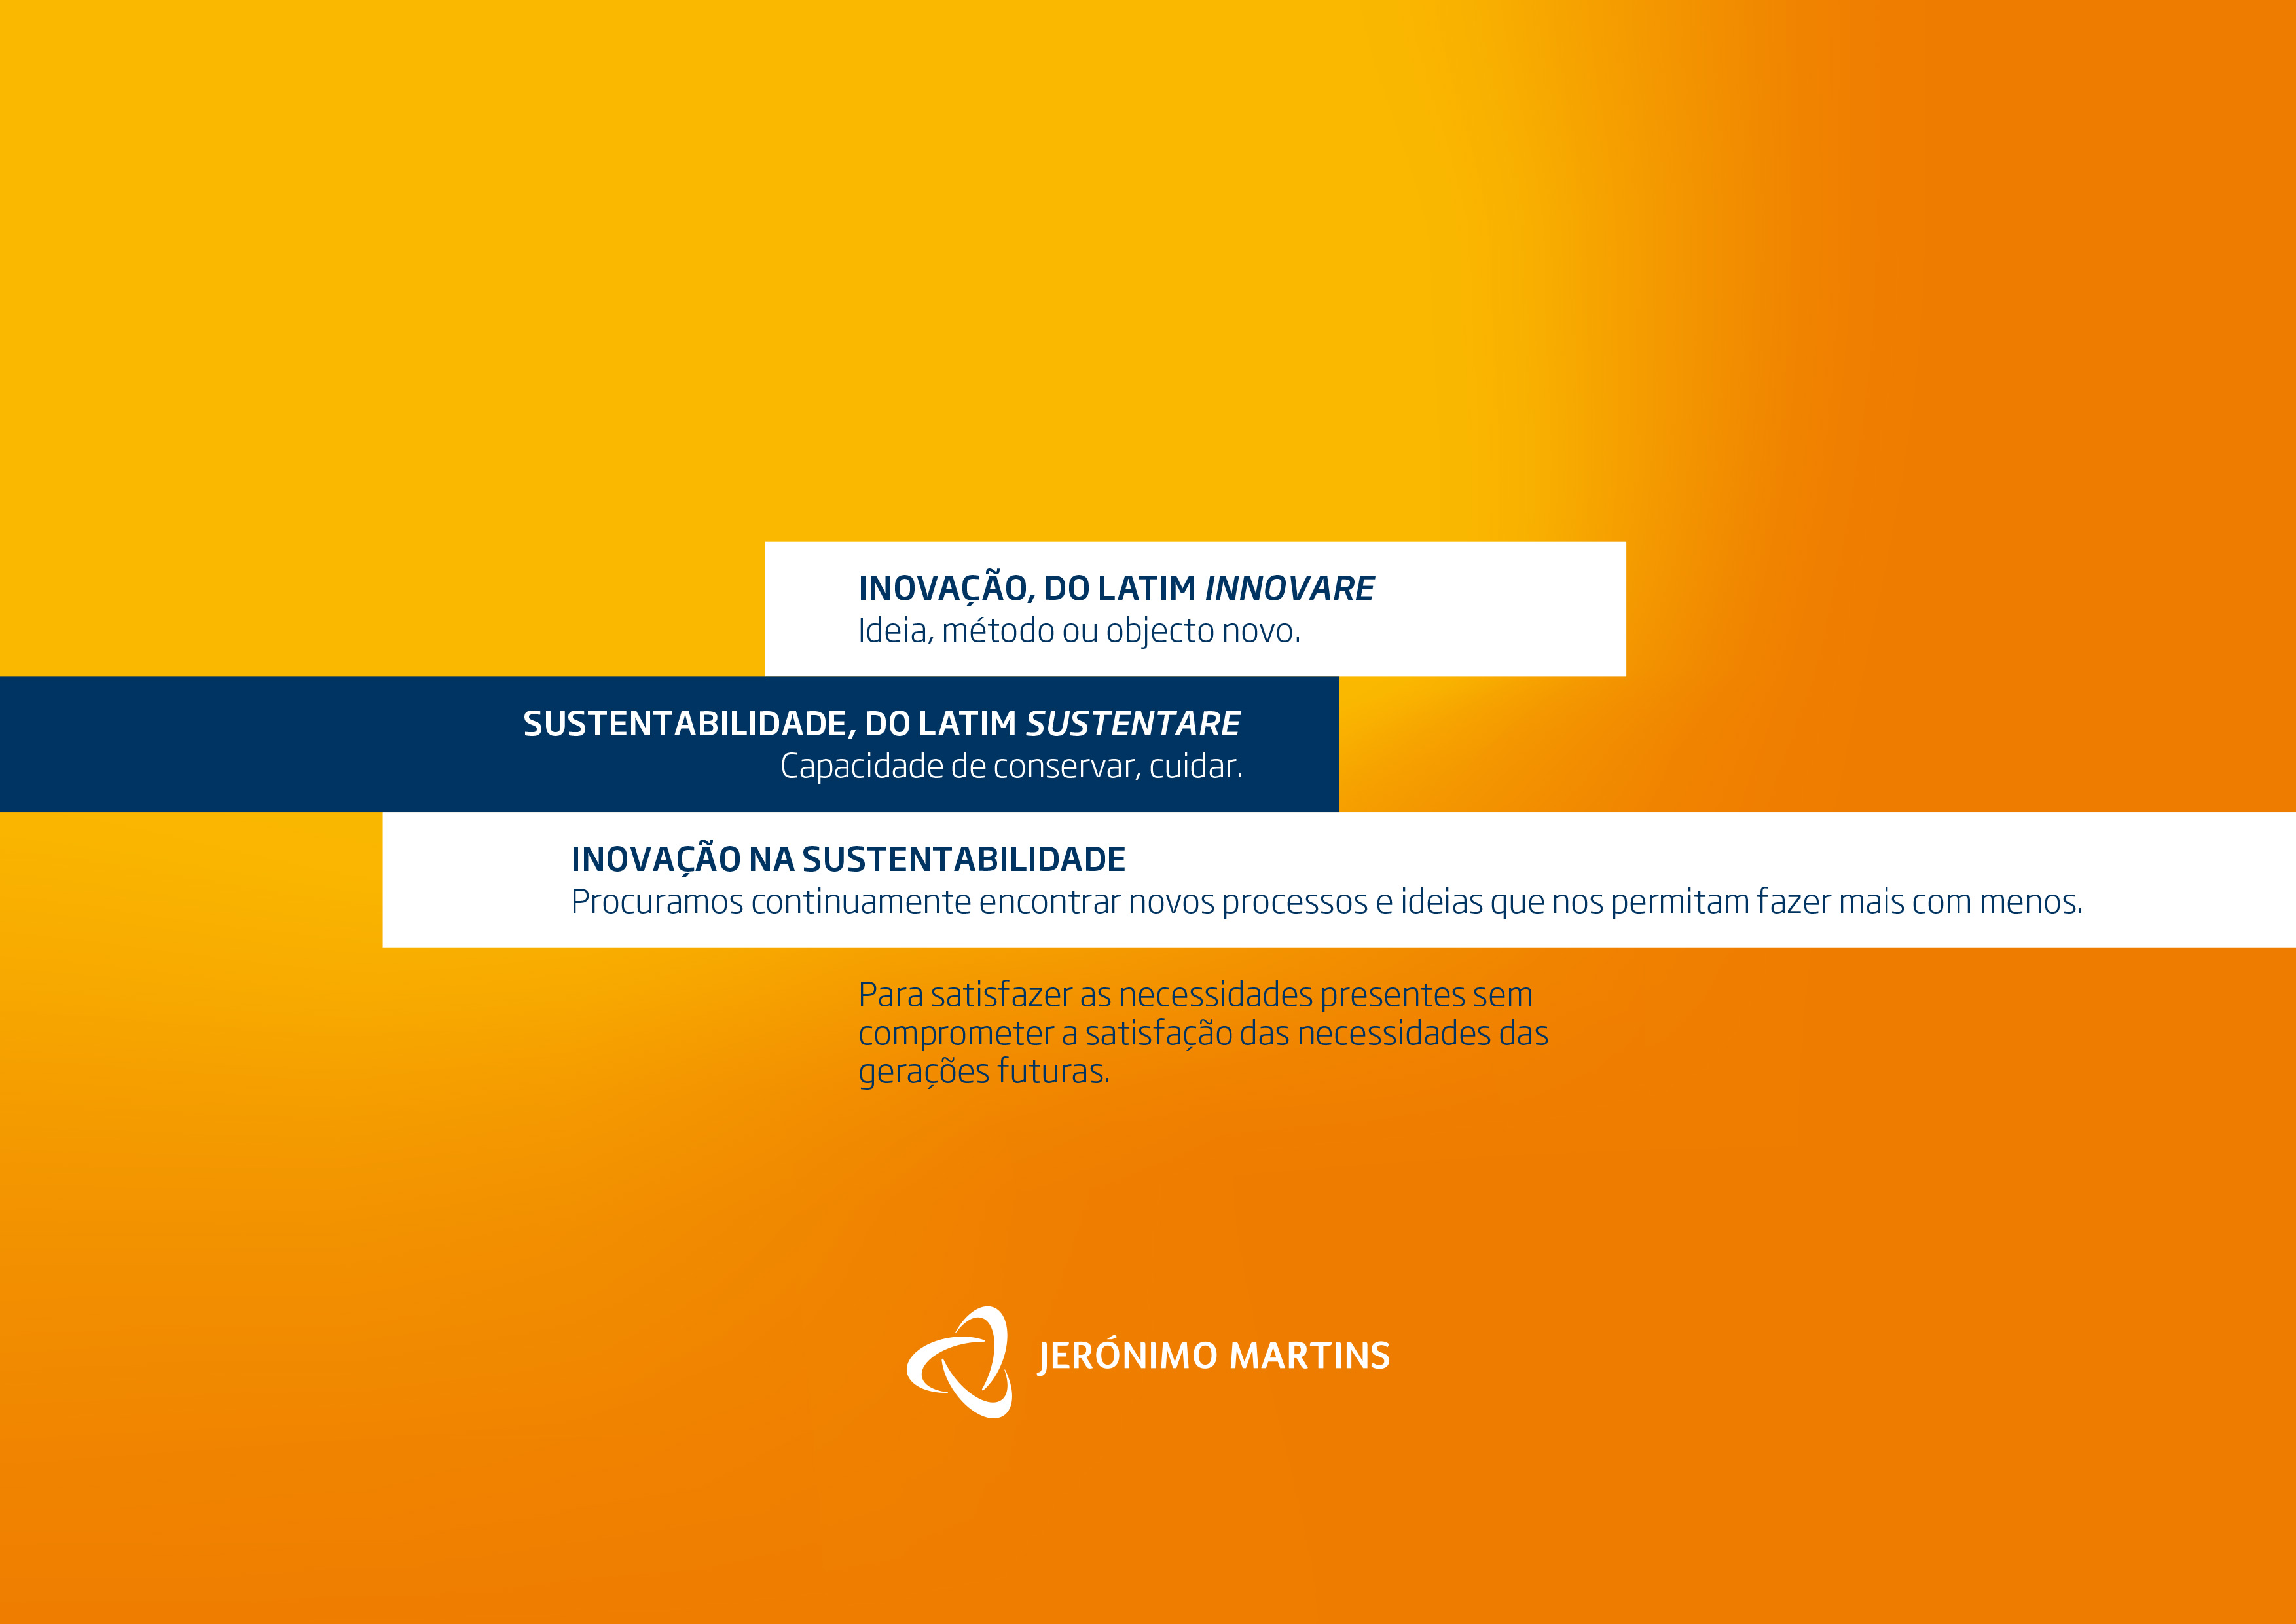 INOVAÇÃO, DO LATIM INNOVARE
Ideia, método ou objecto novo.
SUSTENTABILIDADE, DO LATIM SUSTENTARE
Capacidade de conservar, cuidar.
INOVAÇÃO NA SUSTENTABILIDADE
Procuramos continuamente encontrar novos processos e ideias que nos permitam fazer mais com menos.
Para satisfazer as necessidades presentes sem
comprometer a satisfação das necessidades das
gerações futuras.
JERÓNIMO MARTINS